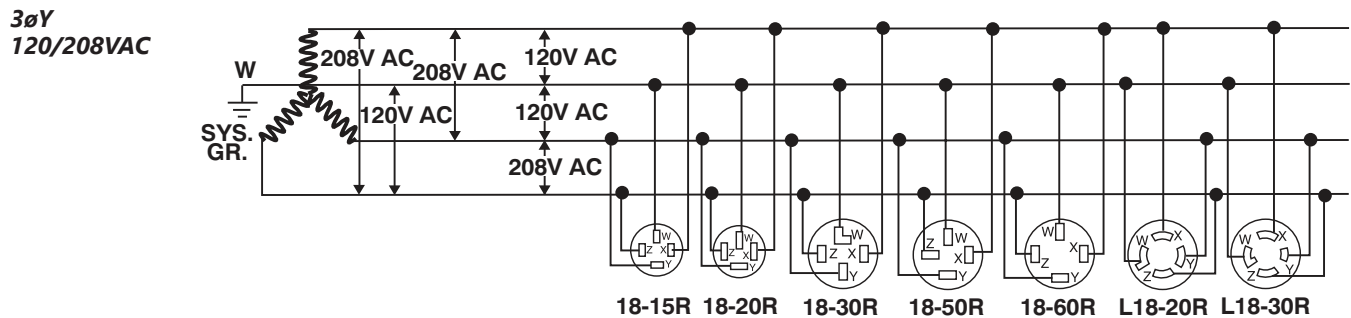 3øY
120/208VAC
W
SYS.
GR.
208V AC
208V AC
120V AC
120V AC
120V AC
208V AC
W
Z
X
Y
W
Z
X
Y
W
Z
X
Y
W
Z
X
Y
W
Z
X
Y
W
X
Z
Y
W
X
Z
Y
18-15R 18-20R 18-30R 18-50R 18-60R L18-20R L18-30R